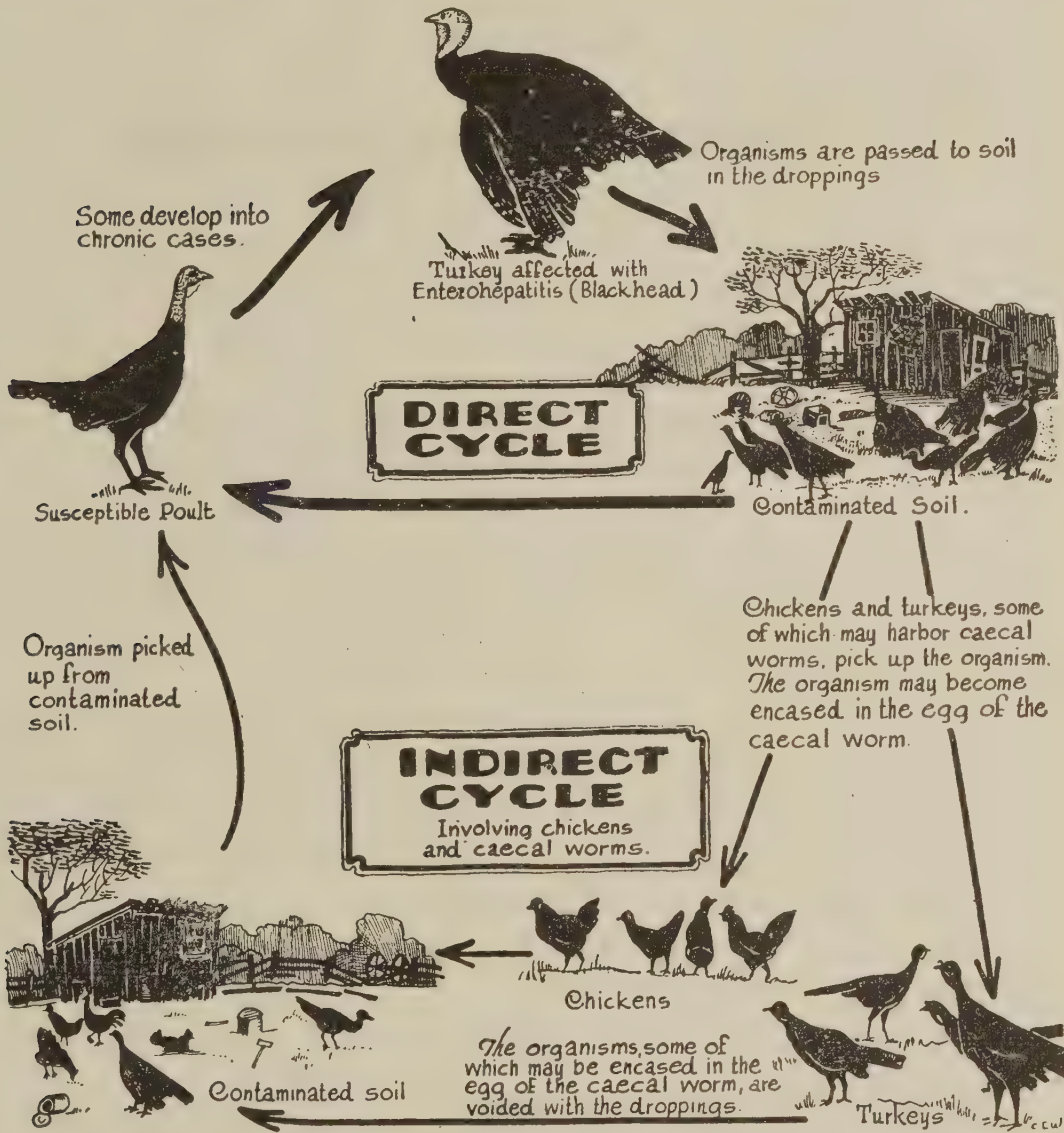 Organisms are passed to soil
in the droppings
Some develop into
chronic cases.
Turkey affected with
Enterohepatitis (Blackhead)
DIRECT
CYCLE
Susceptible Poult
Contaminated Soil.
Chickens and turkeys, some
of which may harbor caecal
worms, pick up the organism.
The organism may become
encased in the egg of the
caecal worm.
Organism picked
up from
contaminated
soil.
INDIRECT
CYCLE
Involving chickens
and caecal worms.
Chickens
The organisms, some of
which may be encased in the
egg of the caecal worm, are
voided with the droppings.
Contaminated soil
Turkeys